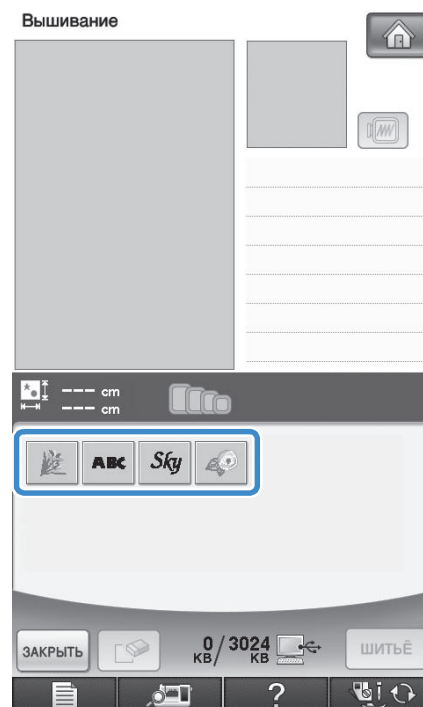 Вышивание
--- cm
--- cm
ABC Sky
ЗАКРЫТЬ 0 KB / 3024 KB ШИТЬЁ
?